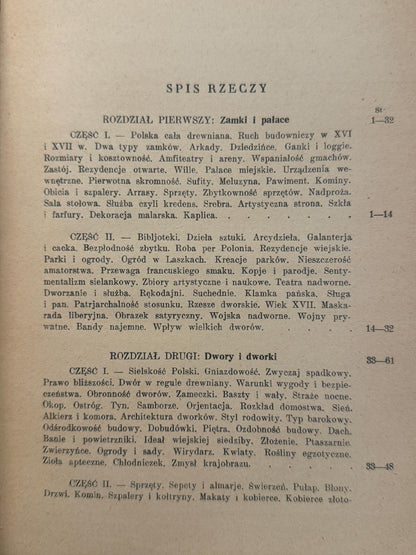 SPIS RZECZY
St
ROZDZIAŁ PIERWSZY: Zamki i pałace 1—32
CZĘŚĆ I. — Polska cała drewniana. Ruch budowniczy w XVI
i XVII w. Dwa typy zamków. Arkady. Dziedzińce. Ganki i loggie.
Rozmiary i kosztowność. Amfiteatry i areny. Wspaniałość gmachów.
Zastój. Rezydencje otwarte. Wille. Pałace miejskie. Urządzenia we-
wnętrzne. Pierwotna skromność. Sufity. Meluzyna. Pawiment. Kominy.
Obicia i szpalery. Arrasy. Sprzęty. Zbytkowność sprzętów. Nadproża.
Sala stołowa. Służba czyli kredens. Srebra. Artystyczna strona. Szkła
i farfury. Dekoracja malarska. Kaplica. . . . . . . . 1—14
CZĘŚĆ II. — Bibljoteki. Dzieła sztuki. Arcydzieła. Galanterja
i cacka. Bezpłodność zbytku. Roba per Polonia. Rezydencje wiejskie.
Parki i ogrody. Ogród w Laszkach. Kreacje parków. Nieszczerość
amatorstwa. Przewaga francuskiego smaku. Kopje i parodje. Senty-
mentalizm sielankowy. Zbiory artystyczne i naukowe. Teatra nadworne.
Dworzanie i służba. Rękodajni. Suchednie. Klamka pańska. Sługa
i pan. Patrjarchalność stosunku. Rzesze dworskie. Wiek XVII. Maska-
rada liberyjna. Obrazek satyryczny. Wojska nadworne. Wojny pry-
watne. Bandy najemne. Wpływ wielkich dworów. . . . . . 14—32
ROZDZIAŁ DRUGI: Dwory i dworki 33—61
CZĘŚĆ I. — Sielskość Polski. Gniazdowość. Zwyczaj spadkowy.
Prawo bliższości. Dwór w regule drewniany. Warunki wygody i bezpie-
czeństwa. Obronność dworów. Zameczki. Baszty i wały. Straże nocne.
Okop. Ostróg. Tyn. Samborze. Orjentacja. Rozkład domostwa. Sień.
Alkierz i komora. Architektura dworków. Styl rodowity. Typ barokowy.
Odśrodkowość budowy. Dobudówki. Piętra. Ozdobność budowy. Dach.
Banie i powietrzniki. Ideał wiejskiej siedziby. Złożenie. Ptaszarnie.
Zwierzyńce. Ogrody i sady. Wirydarz. Kwiaty. Rośliny egzotyczne.
Zioła apteczne. Chłodniczek. Zmysł krajobrazu. . . . . . 33—48
CZĘŚĆ II. — Sprzęty. Sepety i almarje. Świerzeń. Pułap. Błony.
Drzwi. Komin. Szpalery i kołtryny. Makaty i kobierce. Kobierce złoto-